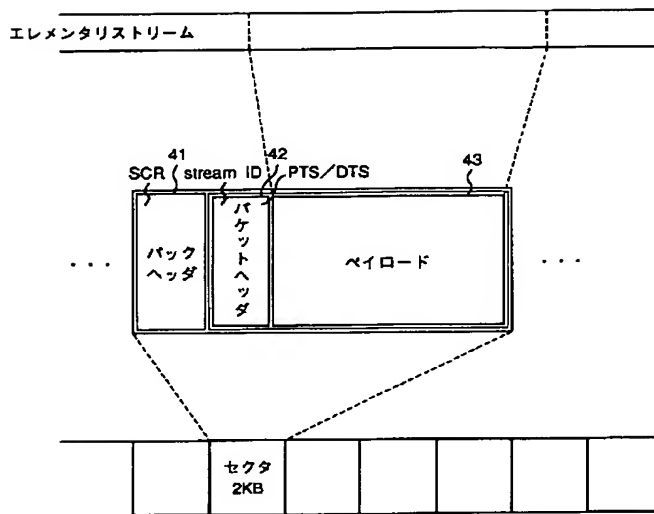 エレメンタリストリーム
41 42 43
SCR stream ID PTS/DTS
パック
ヘッダ
パケットヘッダ
ペイロード
・・・
・・・
セクタ
2KB